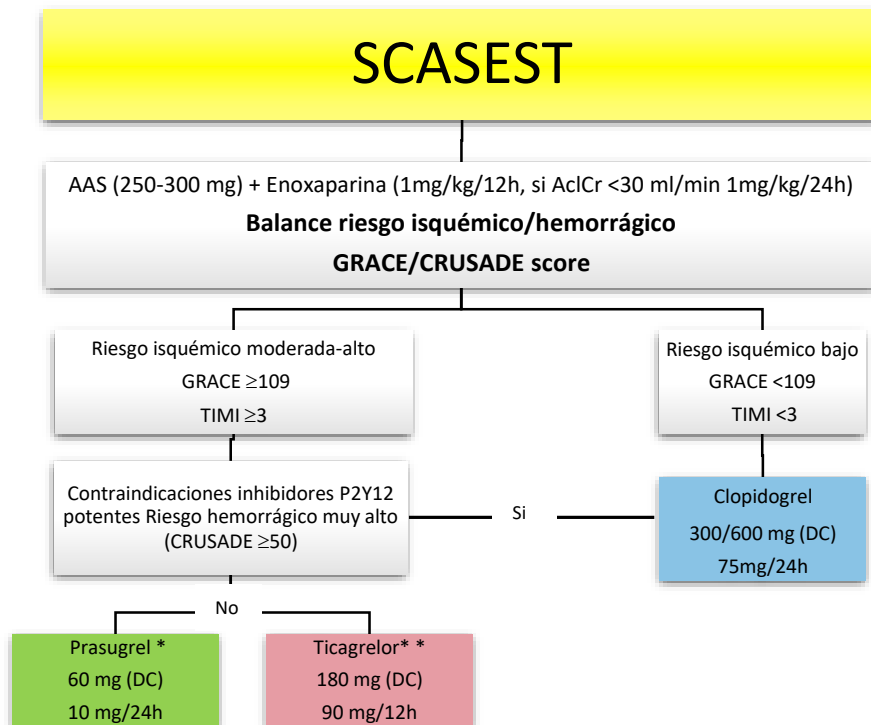 SCASEST
AAS (250-300 mg) + Enoxaparina (1mg/kg/12h, si AclCr <30 ml/min 1mg/kg/24h)
Balance riesgo isquémico/hemorrágico
GRACE/CRUSADE score
Riesgo isquémico moderada-alto
GRACE ≥109
TIMI ≥3
Riesgo isquémico bajo
GRACE <109
TIMI <3
Contraindicaciones inhibidores P2Y12
potentes Riesgo hemorrágico muy alto
(CRUSADE ≥50)
Si
Clopidogrel
300/600 mg (DC)
75mg/24h
No
Prasugrel *
60 mg (DC)
10 mg/24h
Ticagrelor* *
180 mg (DC)
90 mg/12h